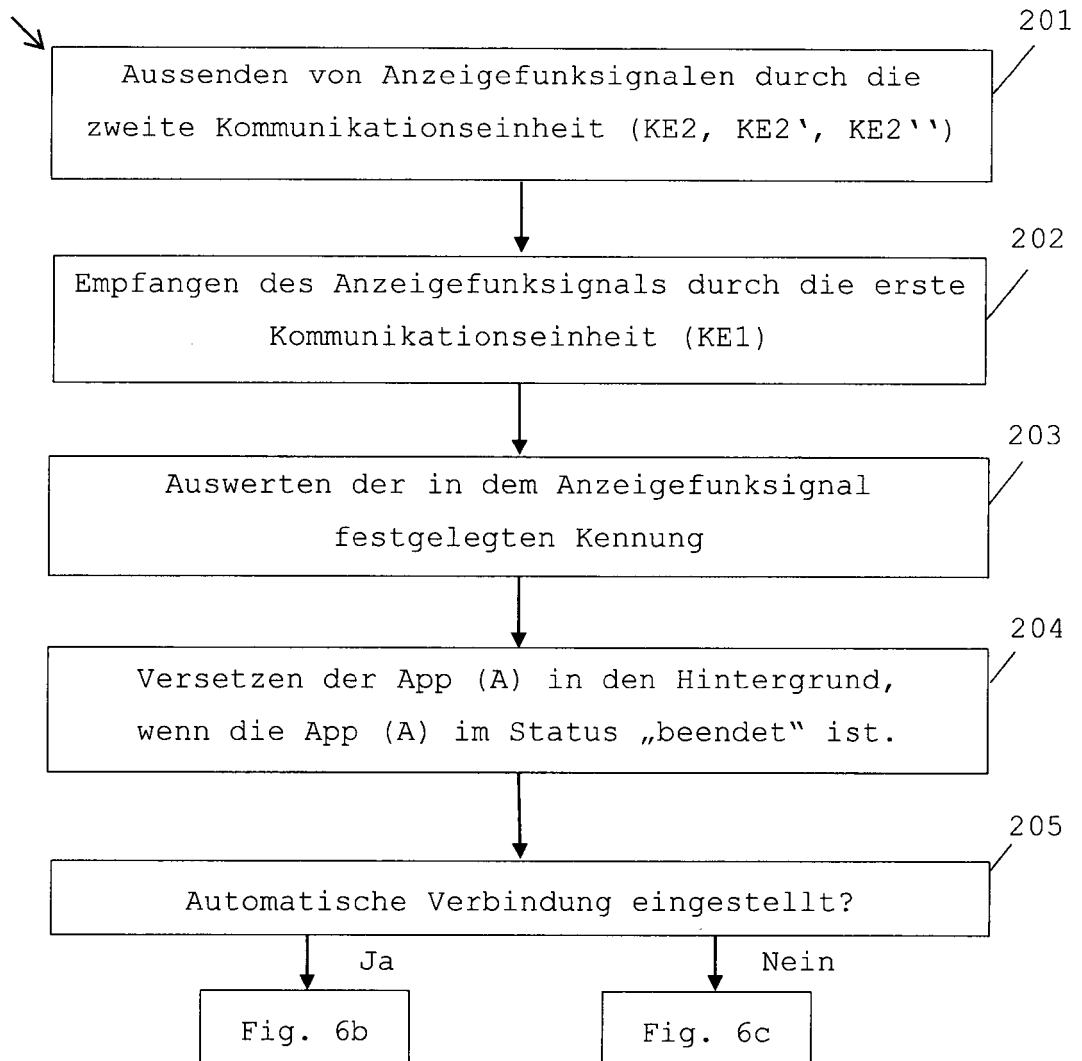 201
Aussenden von Anzeigefunksignalen durch die
zweite Kommunikationseinheit (KE2, KE2‘, KE2‘‘)
202
Empfangen des Anzeigefunksignals durch die erste
Kommunikationseinheit (KE1)
203
Auswerten der in dem Anzeigefunksignal
festgelegten Kennung
204
Versetzen der App (A) in den Hintergrund,
wenn die App (A) im Status „beendet“ ist.
205
Automatische Verbindung eingestellt?
Ja
Nein
Fig. 6b
Fig. 6c